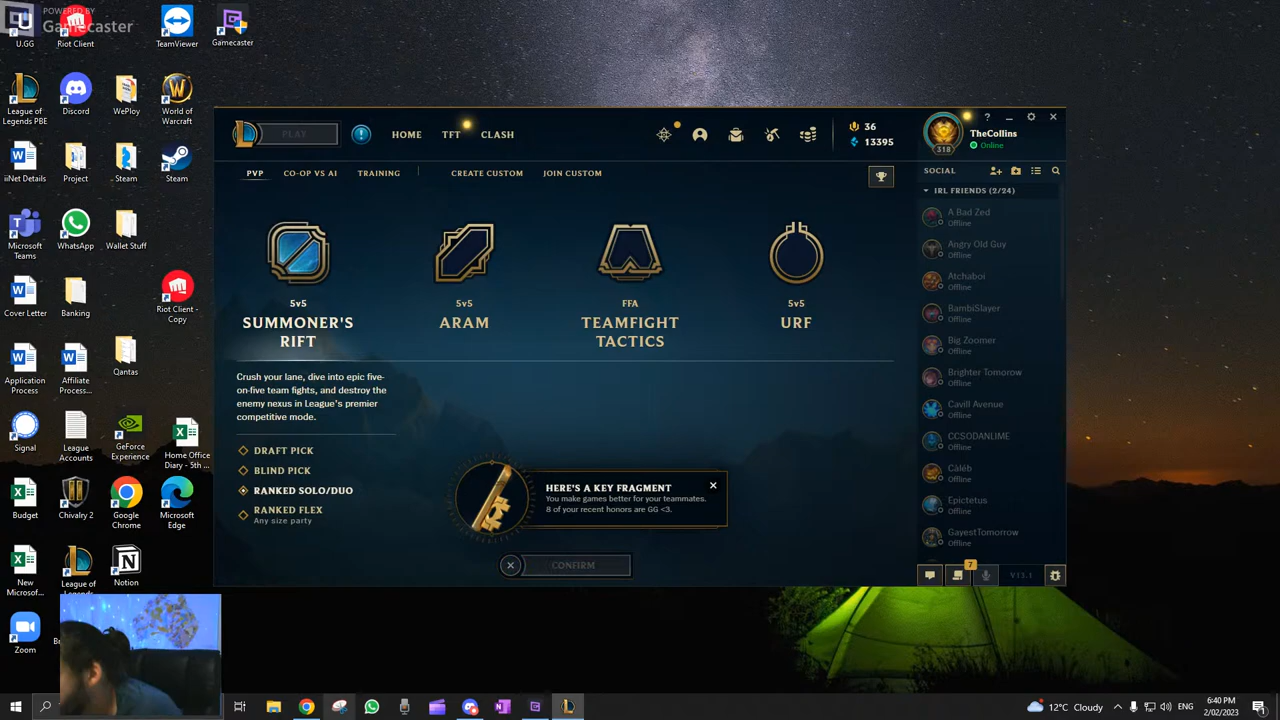 POWERED BY
Gamecaster
U.GG
Riot Client
TeamViewer
Gamecaster
League of
Legends PBE
Discord
WePloy
World of
Warcraft
iiNet Details
Project
Steam
Steam
Microsoft
Teams
WhatsApp
Wallet Stuff
Cover Letter
Banking
Riot Client
- Copy
Application
Process
Affiliate
Process...
Qantas
Signal
League
Accounts
GeForce
Experience
Home Office
Diary - 5th ...
Budget
Chivalry 2
Google
Chrome
Microsoft
Edge
New
Microsof...
League of
Notion
Zoom
PLAY
HOME
TFT
CLASH
36
13395
318
TheCollins
Online
PVP
CO-OP VS AI
TRAINING
CREATE CUSTOM
JOIN CUSTOM
5v5
SUMMONER'S
RIFT
5v5
ARAM
FFA
TEAMFIGHT
TACTICS
5v5
URF
Crush your lane, dive into epic five-
on-five team fights, and destroy the
enemy nexus in League's premier
competitive mode.
DRAFT PICK
BLIND PICK
RANKED SOLO/DUO
RANKED FLEX
Any size party
HERE'S A KEY FRAGMENT
You make games better for your teammates.
8 of your recent honors are GG <3.
CONFIRM
SOCIAL
IRL FRIENDS (2/24)
A Bad Zed
Offline
Angry Old Guy
Offline
Atchaboi
Offline
BambiSlayer
Offline
Big Zoomer
Offline
Brighter Tomorow
Offline
Cavill Avenue
Offline
CCSODANLIME
Offline
Câléb
Offline
Epictetus
Offline
GayestTomorrow
Offline
7
V13.1
12°C Cloudy
ENG
6:40 PM
2/02/2023